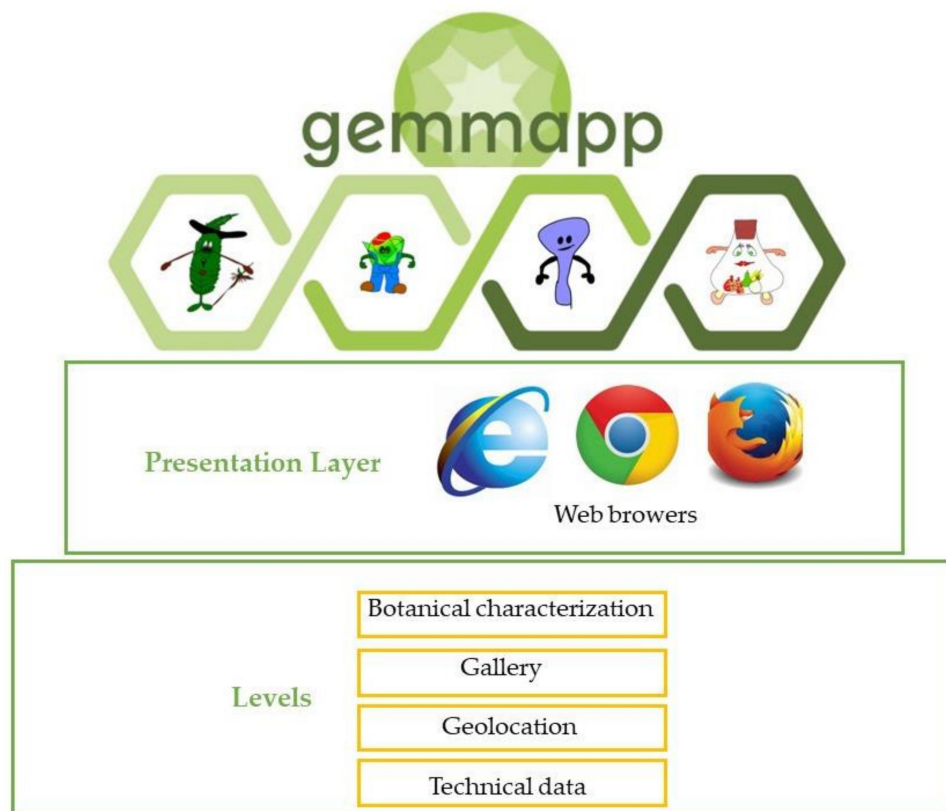 gemmapp
Presentation Layer
Web browers
Botanical characterization
Gallery
Levels
Geolocation
Technical data